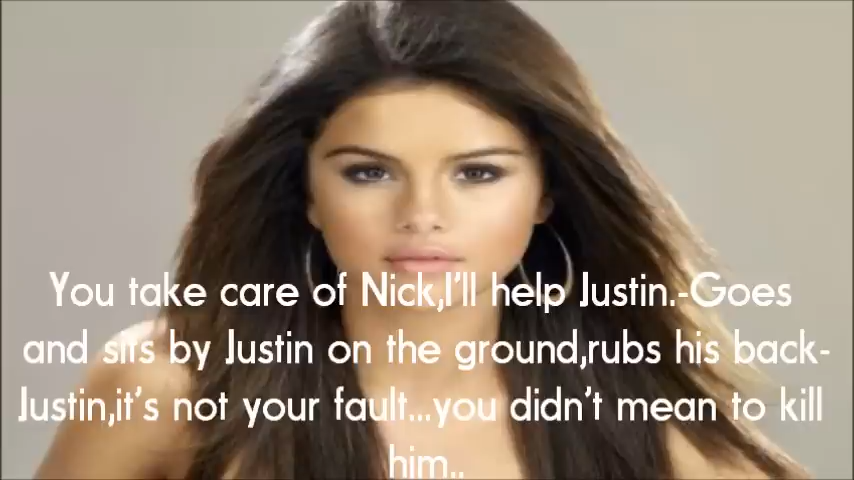 You take care of Nick,I'll help Justin.-Goes
and sits by Justin on the ground,rubs his back-
Justin,it's not your fault...you didn't mean to kill
him..